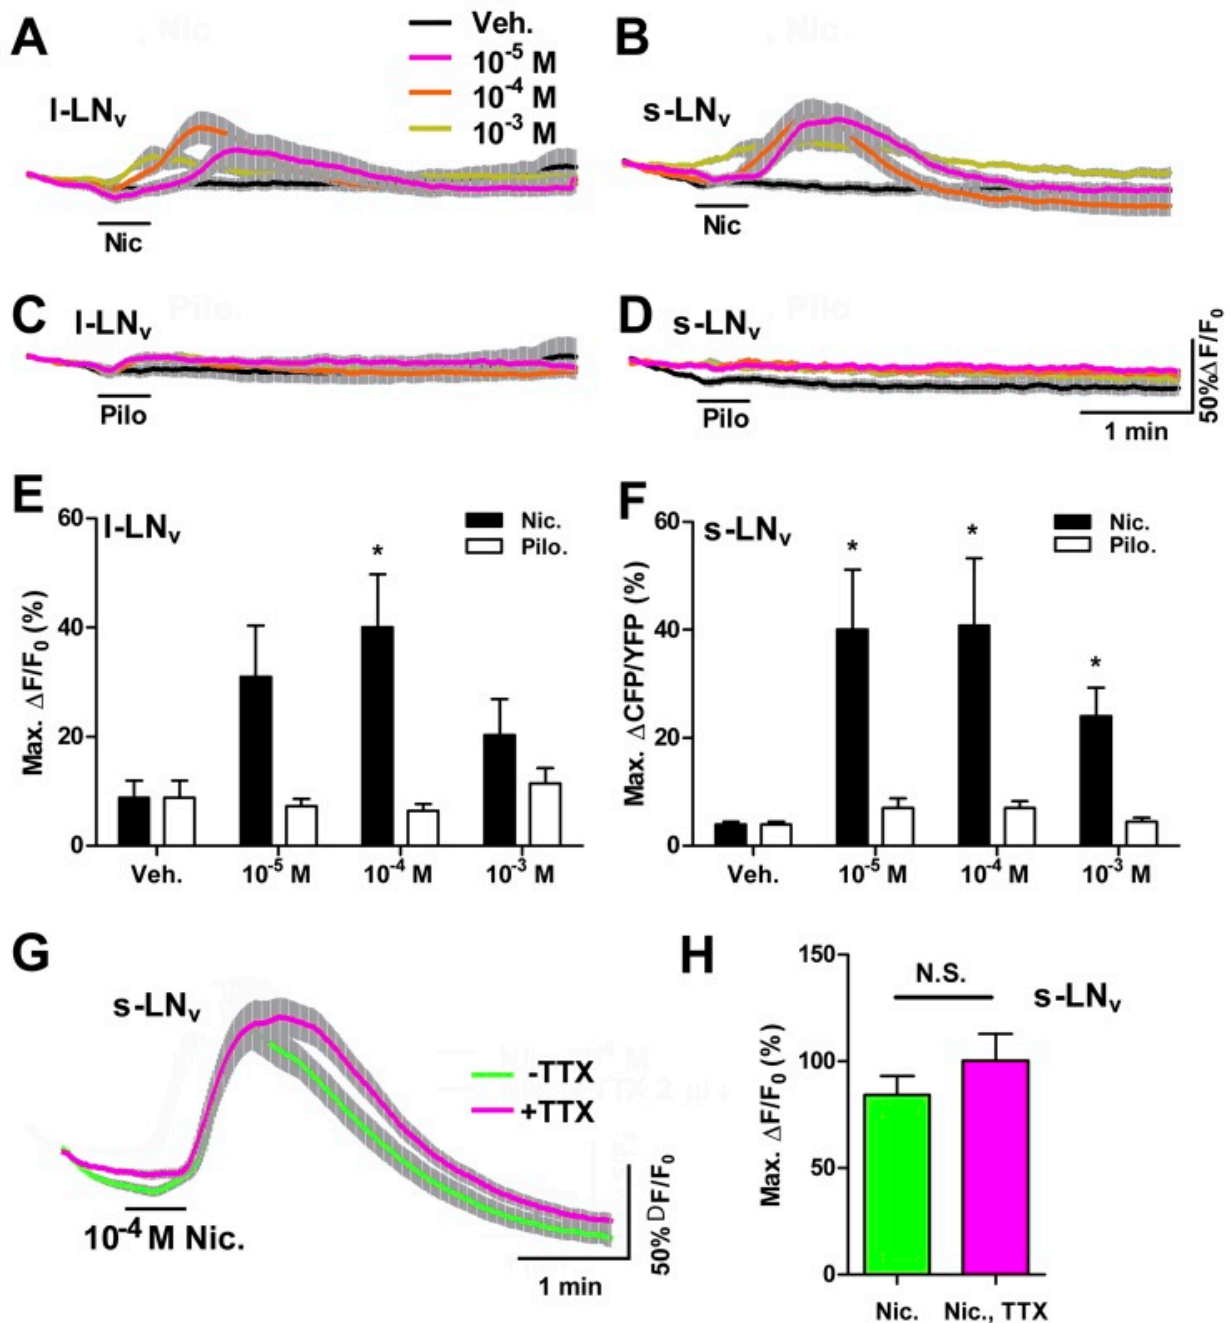 A
Veh.
10⁻⁵ M
10⁻⁴ M
10⁻³ M
l-LNᵥ
Nic
B
s-LNᵥ
Nic
C
l-LNᵥ
Pilo
D
s-LNᵥ
Pilo
50%ΔF/F₀
1 min
E
l-LNᵥ
Nic.
Pilo.
*
Max. ΔF/F₀ (%)
60
40
20
0
Veh. 10⁻⁵ M 10⁻⁴ M 10⁻³ M
F
s-LNᵥ
Nic.
Pilo.
* * *
Max. ΔCFP/YFP (%)
60
40
20
0
Veh. 10⁻⁵ M 10⁻⁴ M 10⁻³ M
G
s-LNᵥ
-TTX
+TTX
10⁻⁴ M Nic.
50% DF/F₀
1 min
H
N.S.
s-LNᵥ
Max. ΔF/F₀ (%)
150
100
50
0
Nic. Nic., TTX